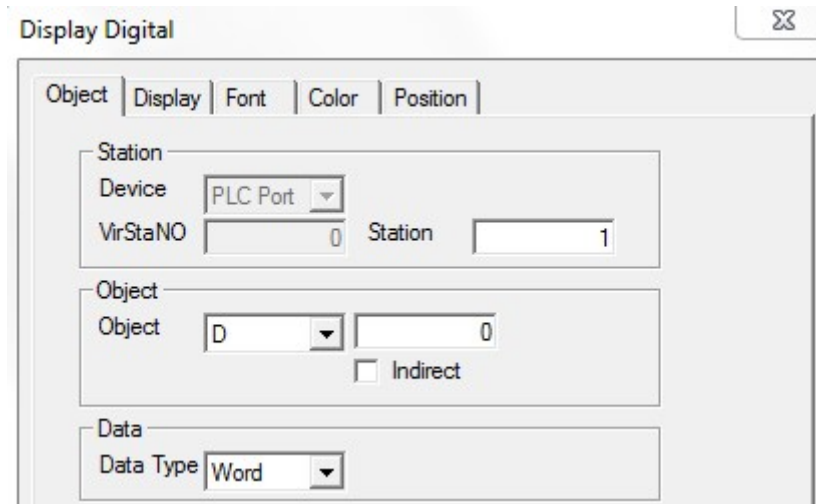 Display Digital
Object Display Font Color Position
Station
Device PLC Port
VirStaNO 0 Station 1
Object
Object D 0
Indirect
Data
Data Type Word